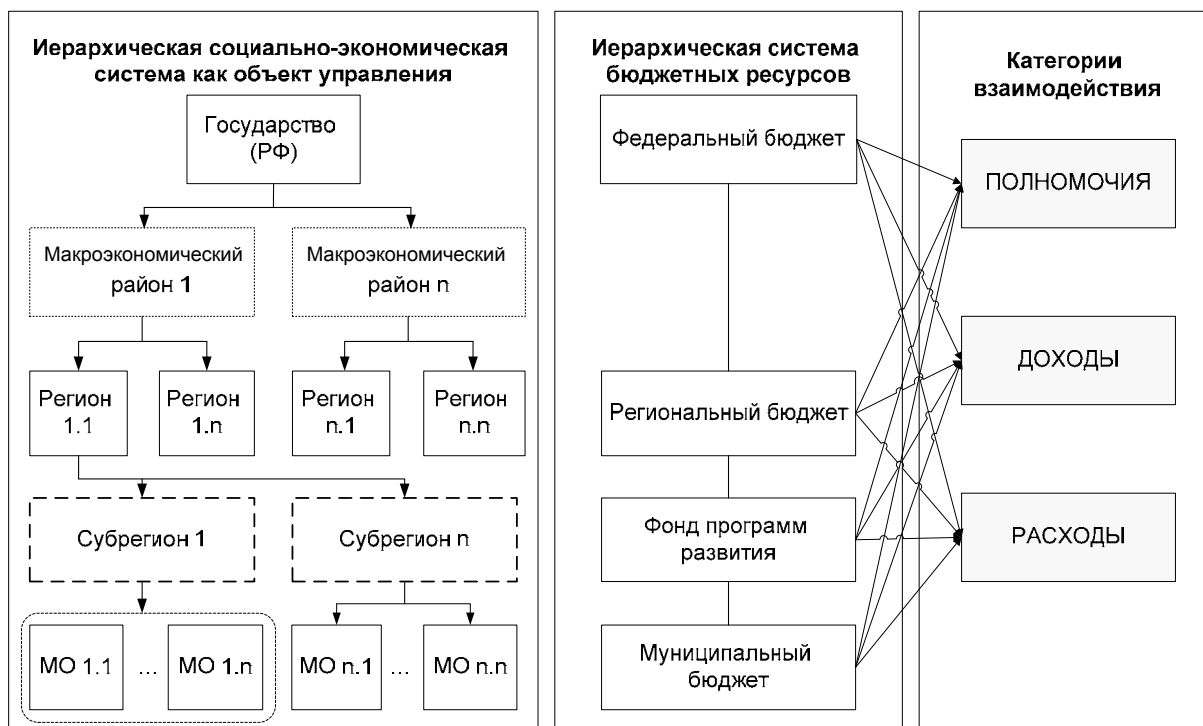 Иерархическая социально-экономическая
система как объект управления
Государство
(РФ)
Макроэкономический
район 1
Макроэкономический
район n
Регион
1.1
Регион
1.n
Регион
n.1
Регион
n.n
Субрегион 1
Субрегион n
МО 1.1
...
МО 1.n
МО n.1
...
МО n.n
Иерархическая система
бюджетных ресурсов
Федеральный бюджет
Региональный бюджет
Фонд программ
развития
Муниципальный
бюджет
Категории
взаимодействия
ПОЛНОМОЧИЯ
ДОХОДЫ
РАСХОДЫ